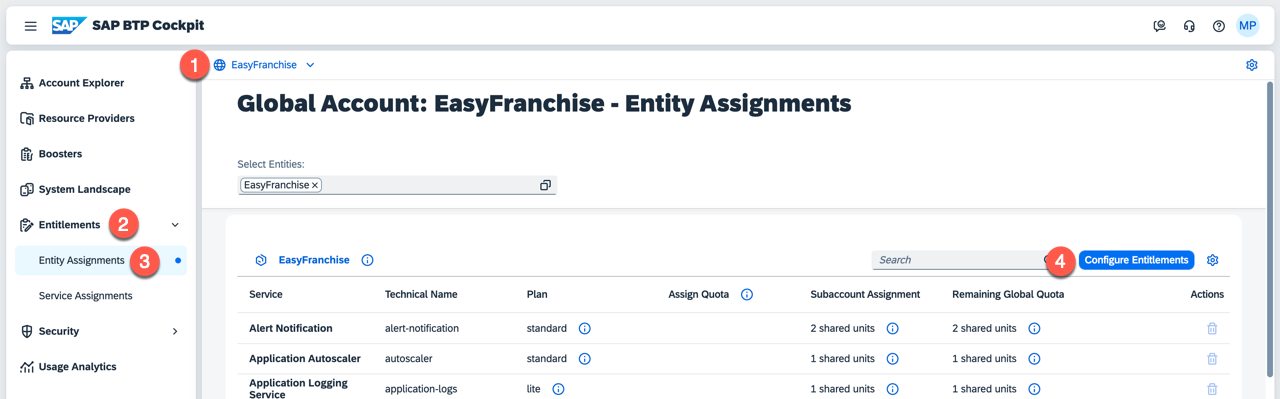 SAP SAP BTP Cockpit MP
1 EasyFranchise
Account Explorer
Resource Providers
Boosters
System Landscape
Entitlements 2
Entity Assignments 3
Service Assignments
Security
Usage Analytics
Global Account: EasyFranchise - Entity Assignments
Select Entities:
EasyFranchise ×
EasyFranchise Search 4 Configure Entitlements
Service Technical Name Plan Assign Quota Subaccount Assignment Remaining Global Quota Actions
Alert Notification alert-notification standard 2 shared units 2 shared units
Application Autoscaler autoscaler standard 1 shared units 1 shared units
Application Logging
Service application-logs lite 1 shared units 1 shared units